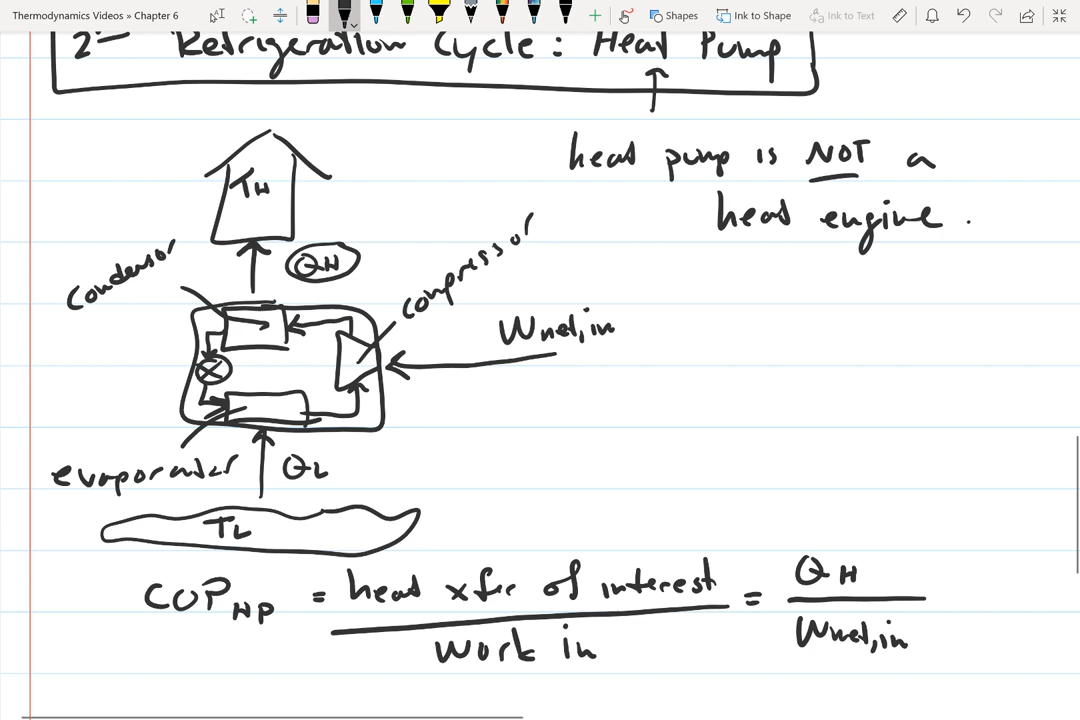 Thermodynamics Videos » Chapter 6
Shapes
Ink to Shape
Ink to Text
2nd Refrigeration Cycle : Heat Pump
heat pump is NOT a
heat engine.
TH
QH
Condensor
compressor
Wnet,in
evaporator
QL
TL
COPHP = heat xfer of interest / Work in = QH / Wnet,in